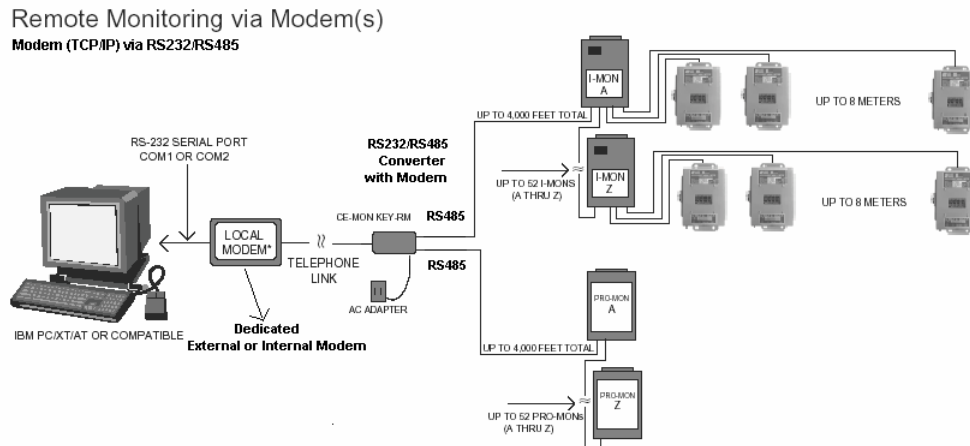 Remote Monitoring via Modem(s)
Modem (TCP/IP) via RS232/RS485
RS-232 SERIAL PORT
COM1 OR COM2
IBM PC/XT/AT OR COMPATIBLE
LOCAL
MODEM*
Dedicated
External or Internal Modem
TELEPHONE
LINK
RS232/RS485
Converter
with Modem
CE-MON KEY-RM
RS485
RS485
AC ADAPTER
UP TO 4,000 FEET TOTAL
I-MON
A
UP TO 8 METERS
UP TO 52 I-MONS
(A THRU Z)
I-MON
Z
UP TO 8 METERS
UP TO 4,000 FEET TOTAL
PRO-MON
A
UP TO 52 PRO-MONs
(A THRU Z)
PRO-MON
Z